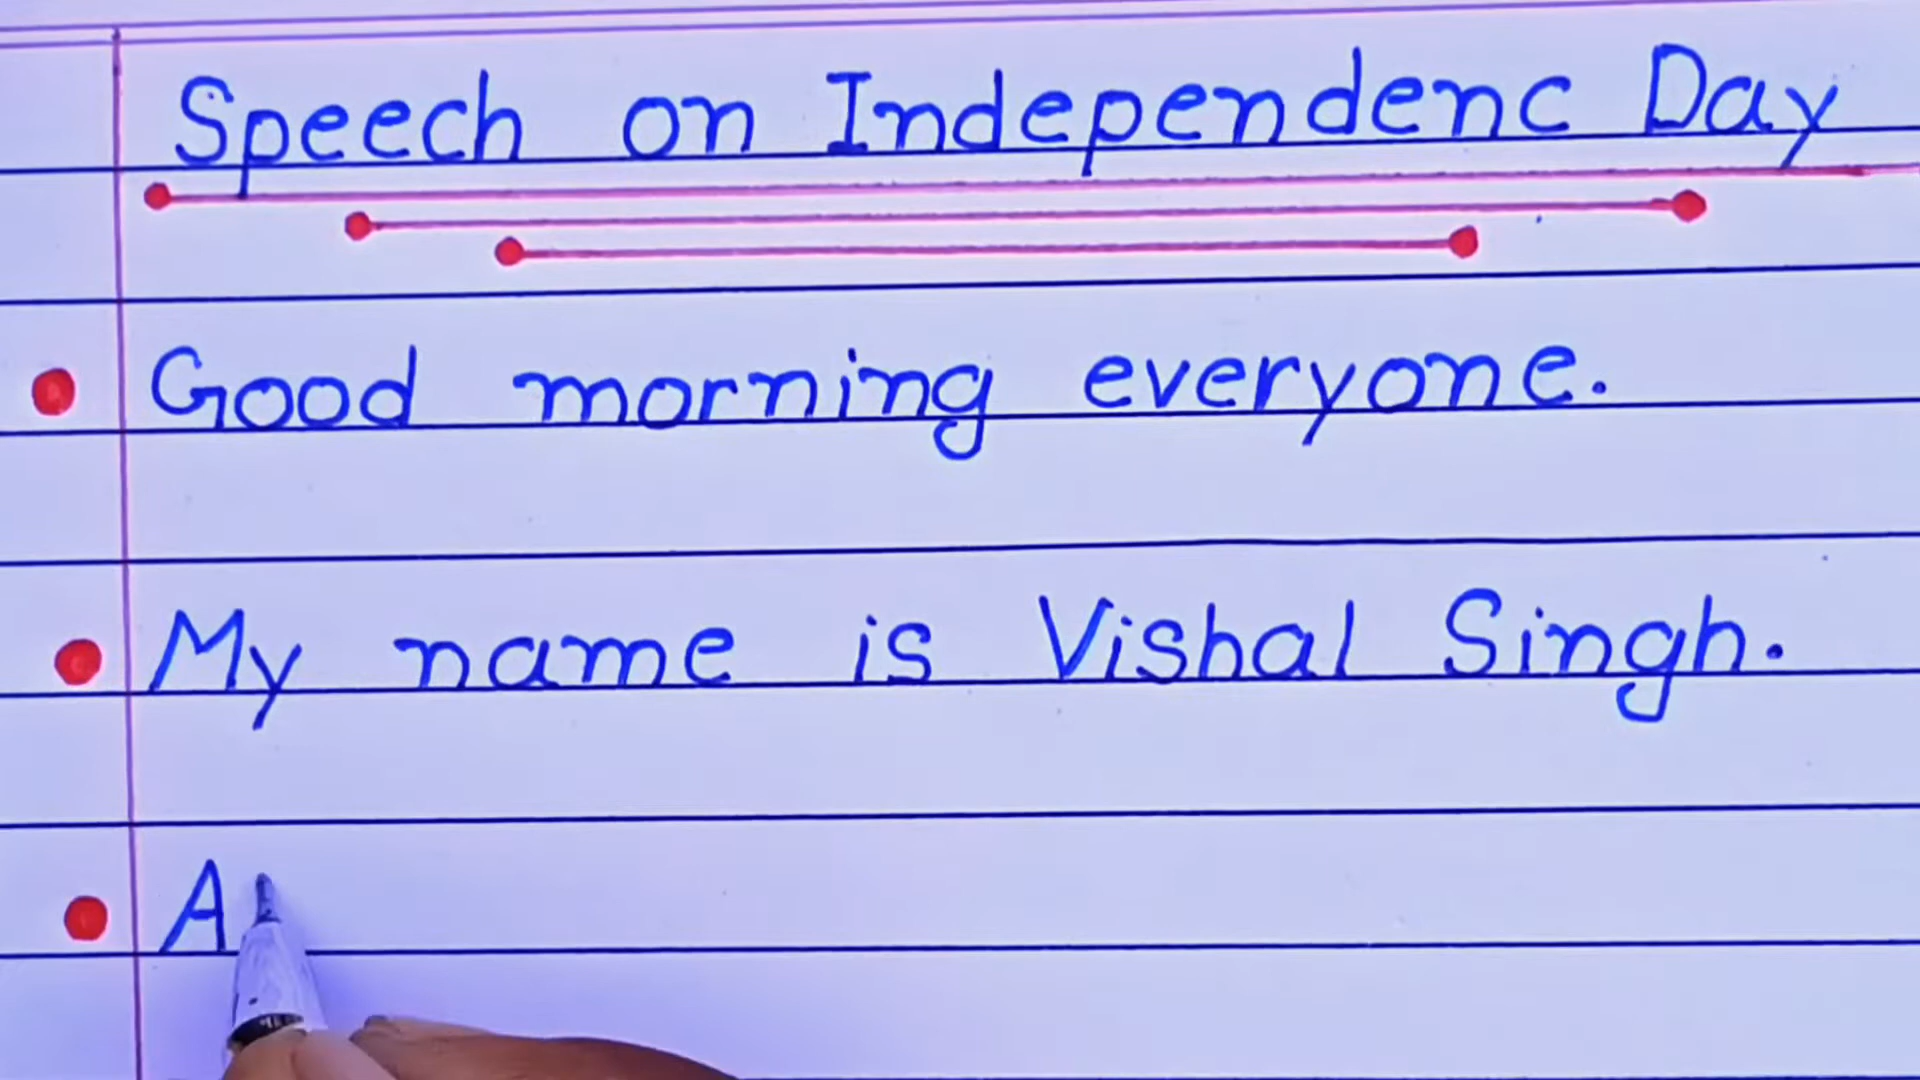 Speech on Independenc Day
Good morning everyone.
My name is Vishal Singh.
A